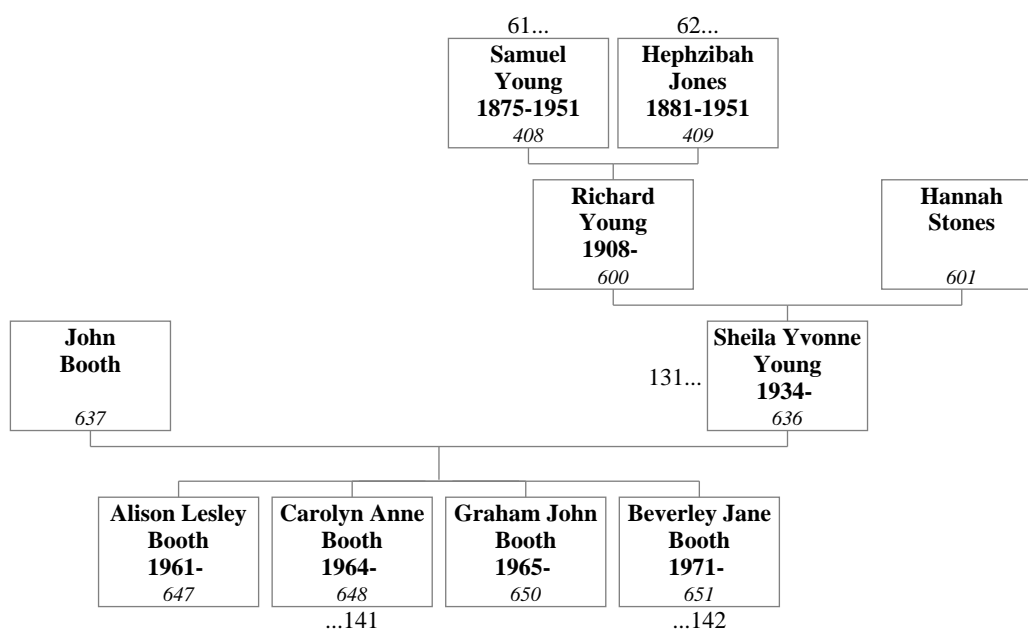 61...
62...
Samuel
Young
1875-1951
408
Hephzibah
Jones
1881-1951
409
Richard
Young
1908-
600
Hannah
Stones
601
John
Booth
637
131...
Sheila Yvonne
Young
1934-
636
Alison Lesley
Booth
1961-
647
Carolyn Anne
Booth
1964-
648
...141
Graham John
Booth
1965-
650
Beverley Jane
Booth
1971-
651
...142